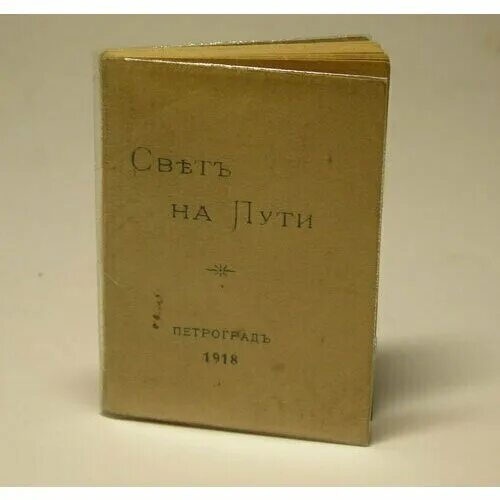 Свѣтъ
на Пути
Петроградъ
1918